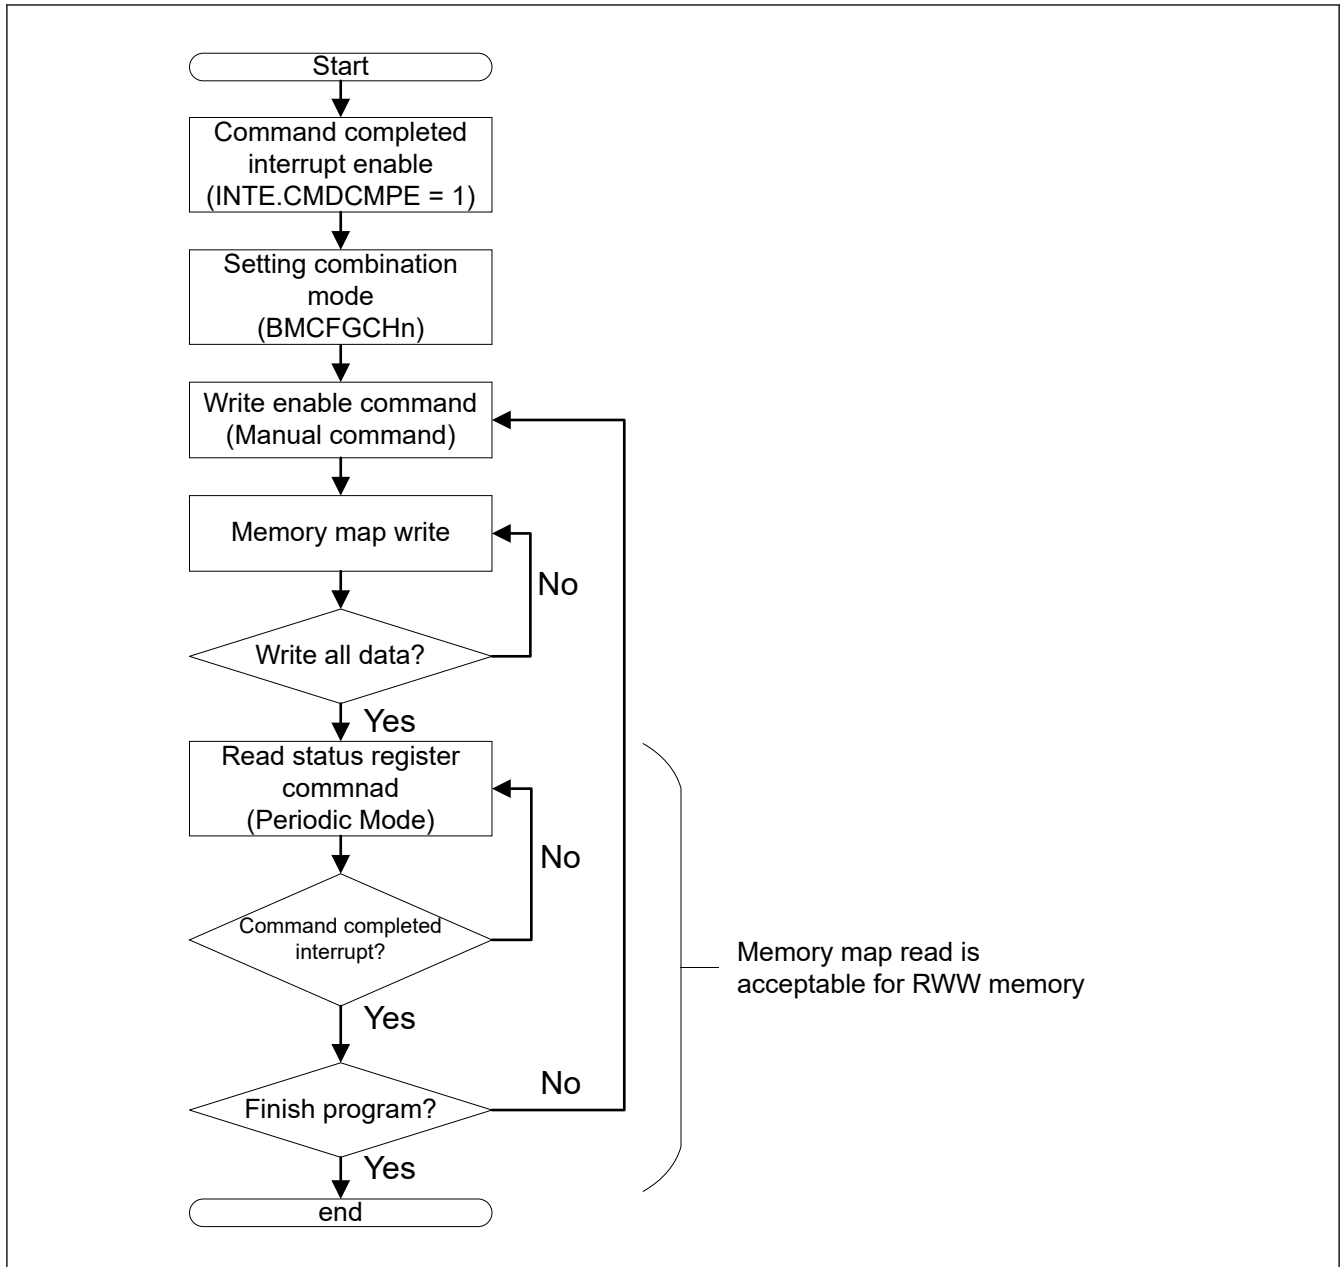 Start
Command completed
interrupt enable
(INTE.CMDCMPE = 1)
Setting combination
mode
(BMCFGCHn)
Write enable command
(Manual command)
Memory map write
No
Write all data?
Yes
Read status register
commnad
(Periodic Mode)
No
Command completed
interrupt?
Memory map read is
acceptable for RWW memory
Yes
No
Finish program?
Yes
end